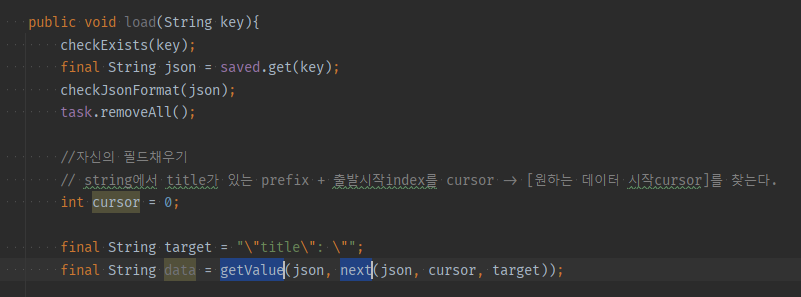 public void load(String key){
checkExists(key);
final String json = saved.get(key);
checkJsonFormat(json);
task.removeAll();
//자신의 필드채우기
// string에서 title가 있는 prefix + 출발시작index를 cursor -> [원하는 데이터 시작cursor]를 찾는다.
int cursor = 0;
final String target = "\"title\": \"";
final String data = getValue(json, next(json, cursor, target));